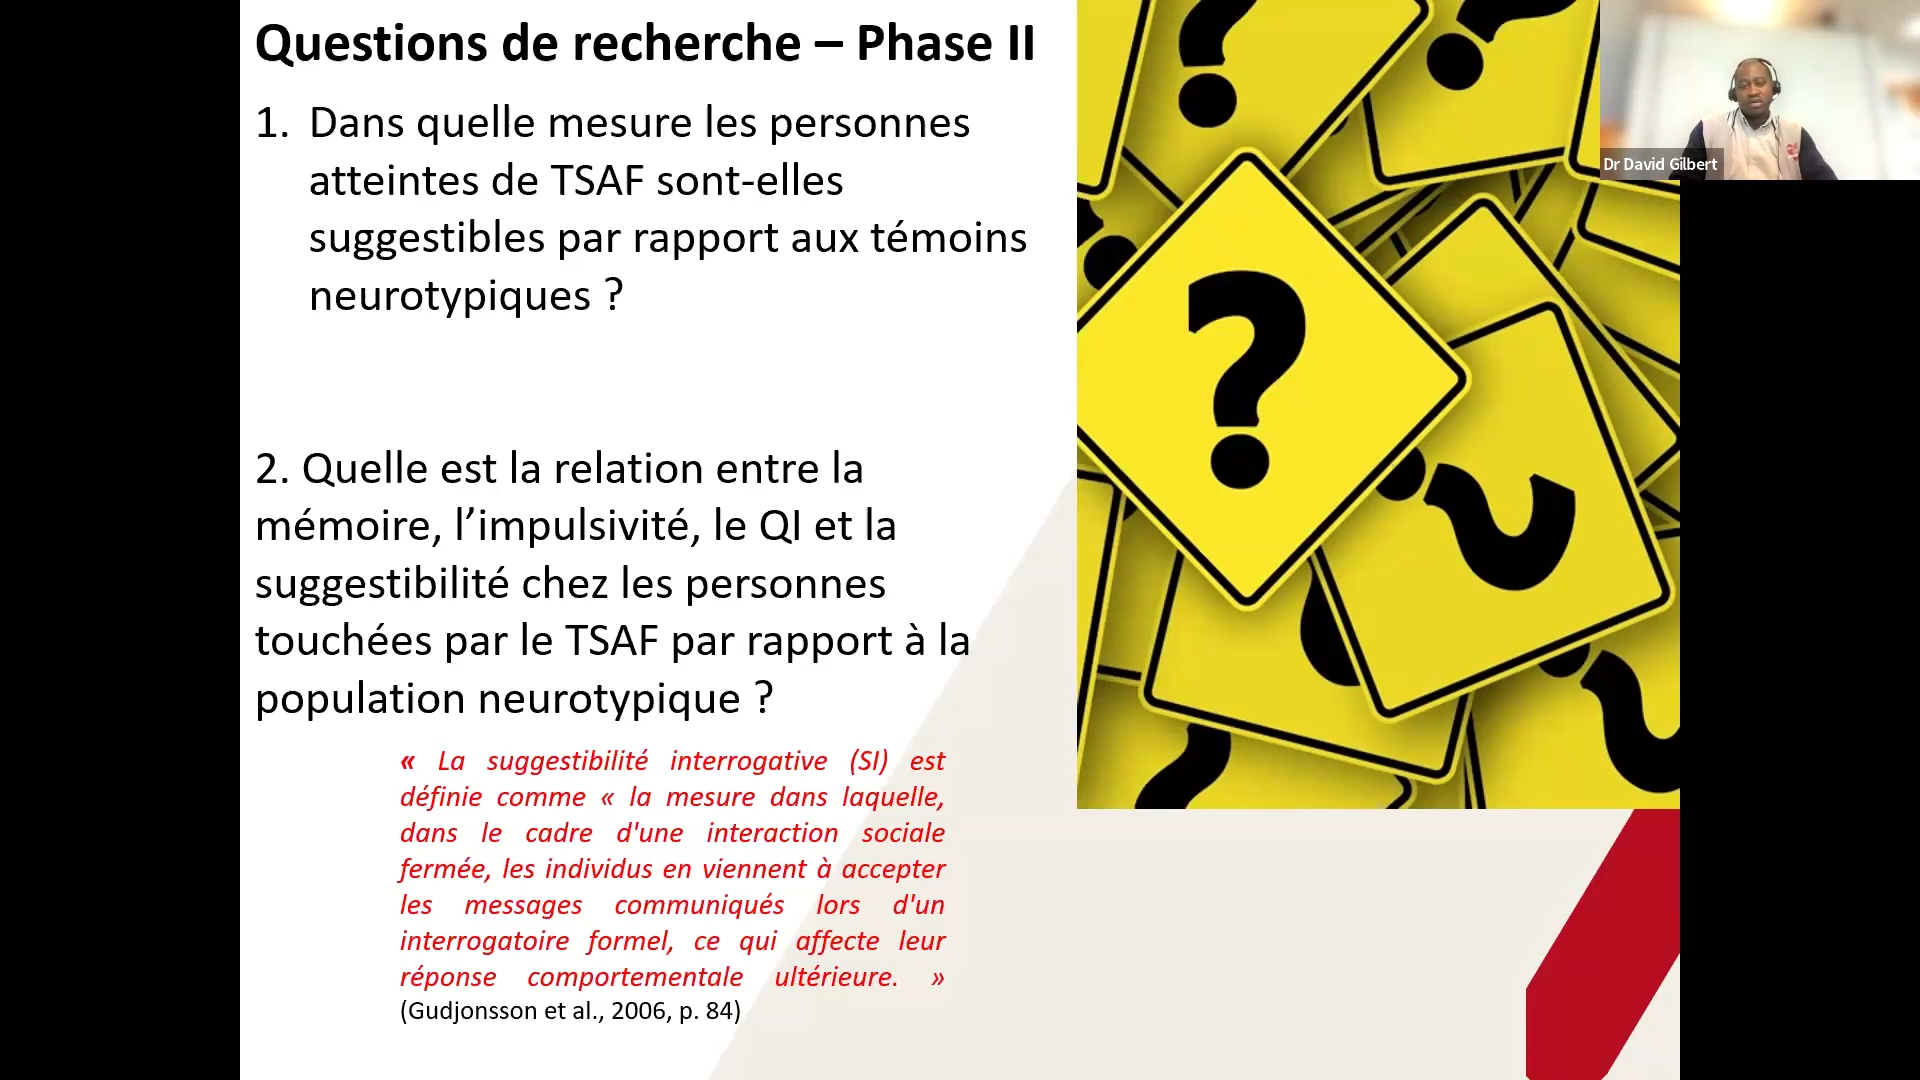 Questions de recherche – Phase II
1. Dans quelle mesure les personnes
atteintes de TSAF sont-elles
suggestibles par rapport aux témoins
neurotypiques ?
2. Quelle est la relation entre la
mémoire, l’impulsivité, le QI et la
suggestibilité chez les personnes
touchées par le TSAF par rapport à la
population neurotypique ?
« La suggestibilité interrogative (SI) est
définie comme « la mesure dans laquelle,
dans le cadre d'une interaction sociale
fermée, les individus en viennent à accepter
les messages communiqués lors d'un
interrogatoire formel, ce qui affecte leur
réponse comportementale ultérieure. »
(Gudjonsson et al., 2006, p. 84)
?
?
?
?
?
?
?
Dr David Gilbert